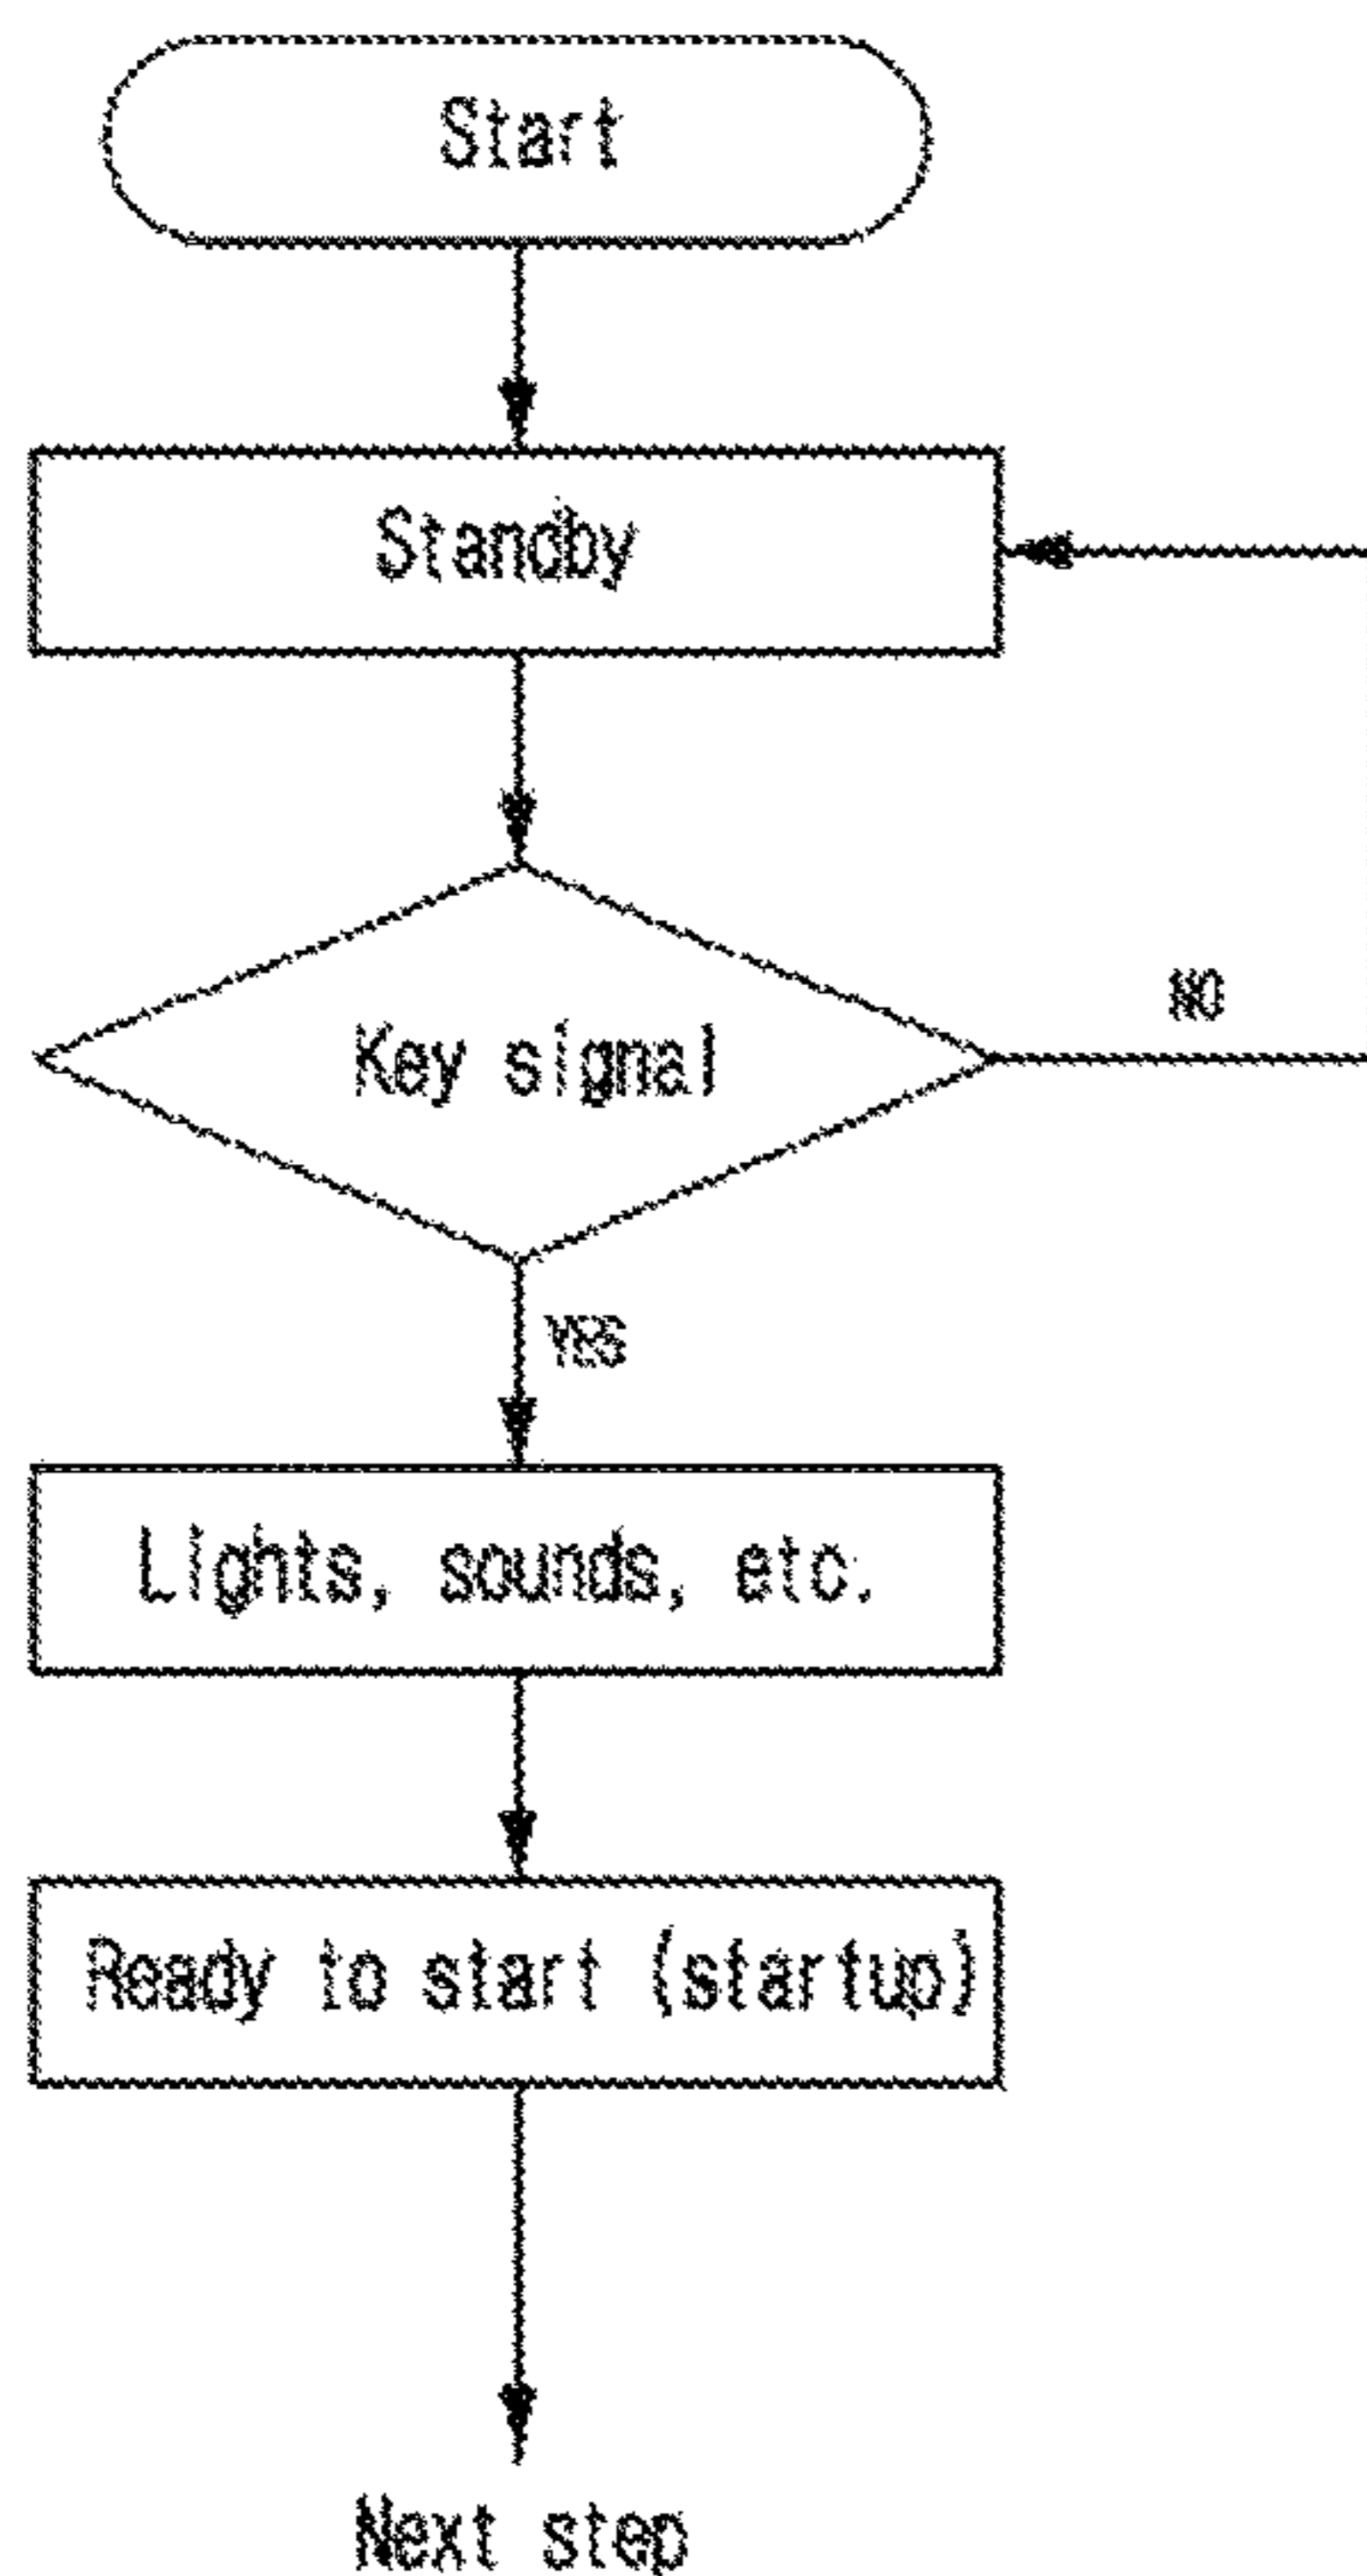 Start
Standby
Key signal
NO
YES
Lights, sounds, etc.
Ready to start (startup)
Next step